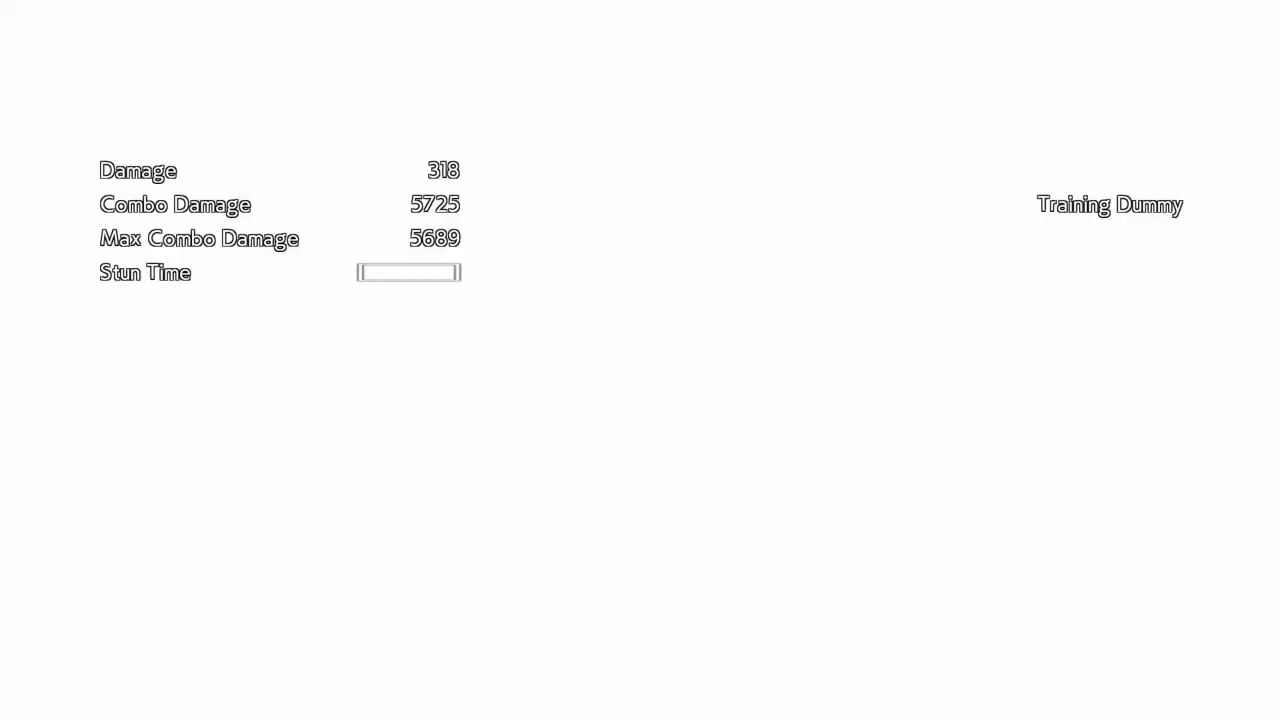 Damage 318
Combo Damage 5725
Training Dummy
Max Combo Damage 5689
Stun Time